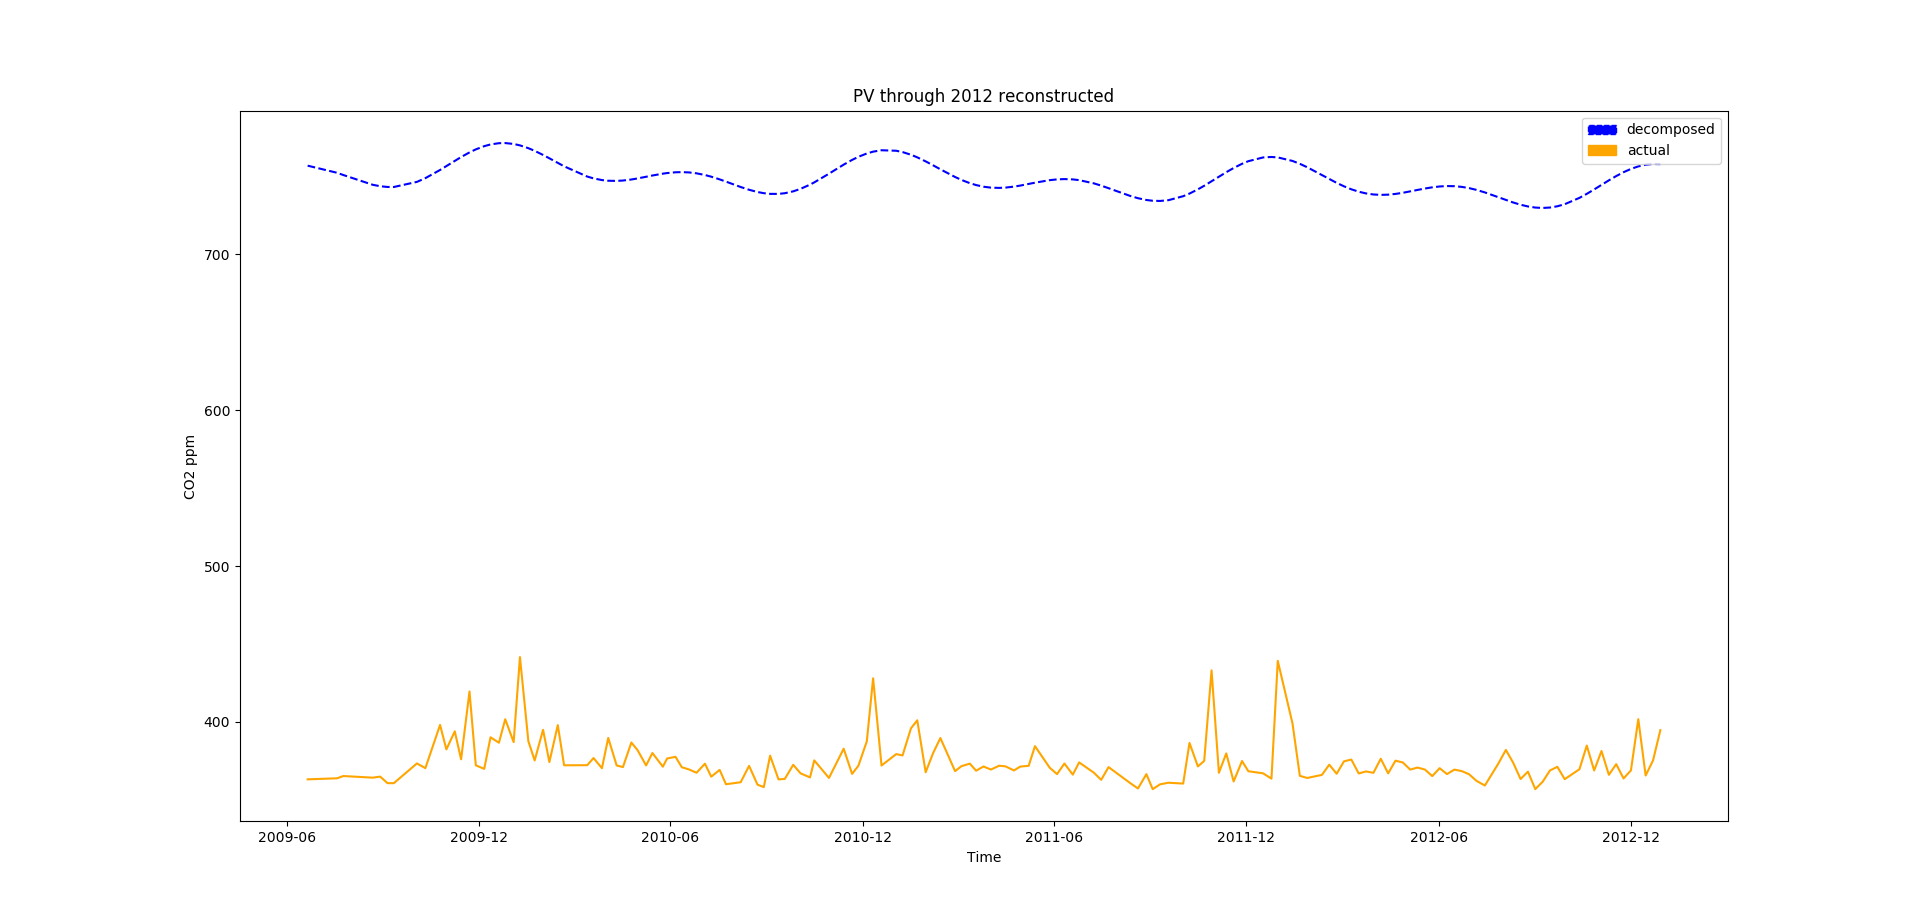 PV through 2012 reconstructed
decomposed
actual
CO2 ppm
700
600
500
400
2009-06 2009-12 2010-06 2010-12 2011-06 2011-12 2012-06 2012-12
Time